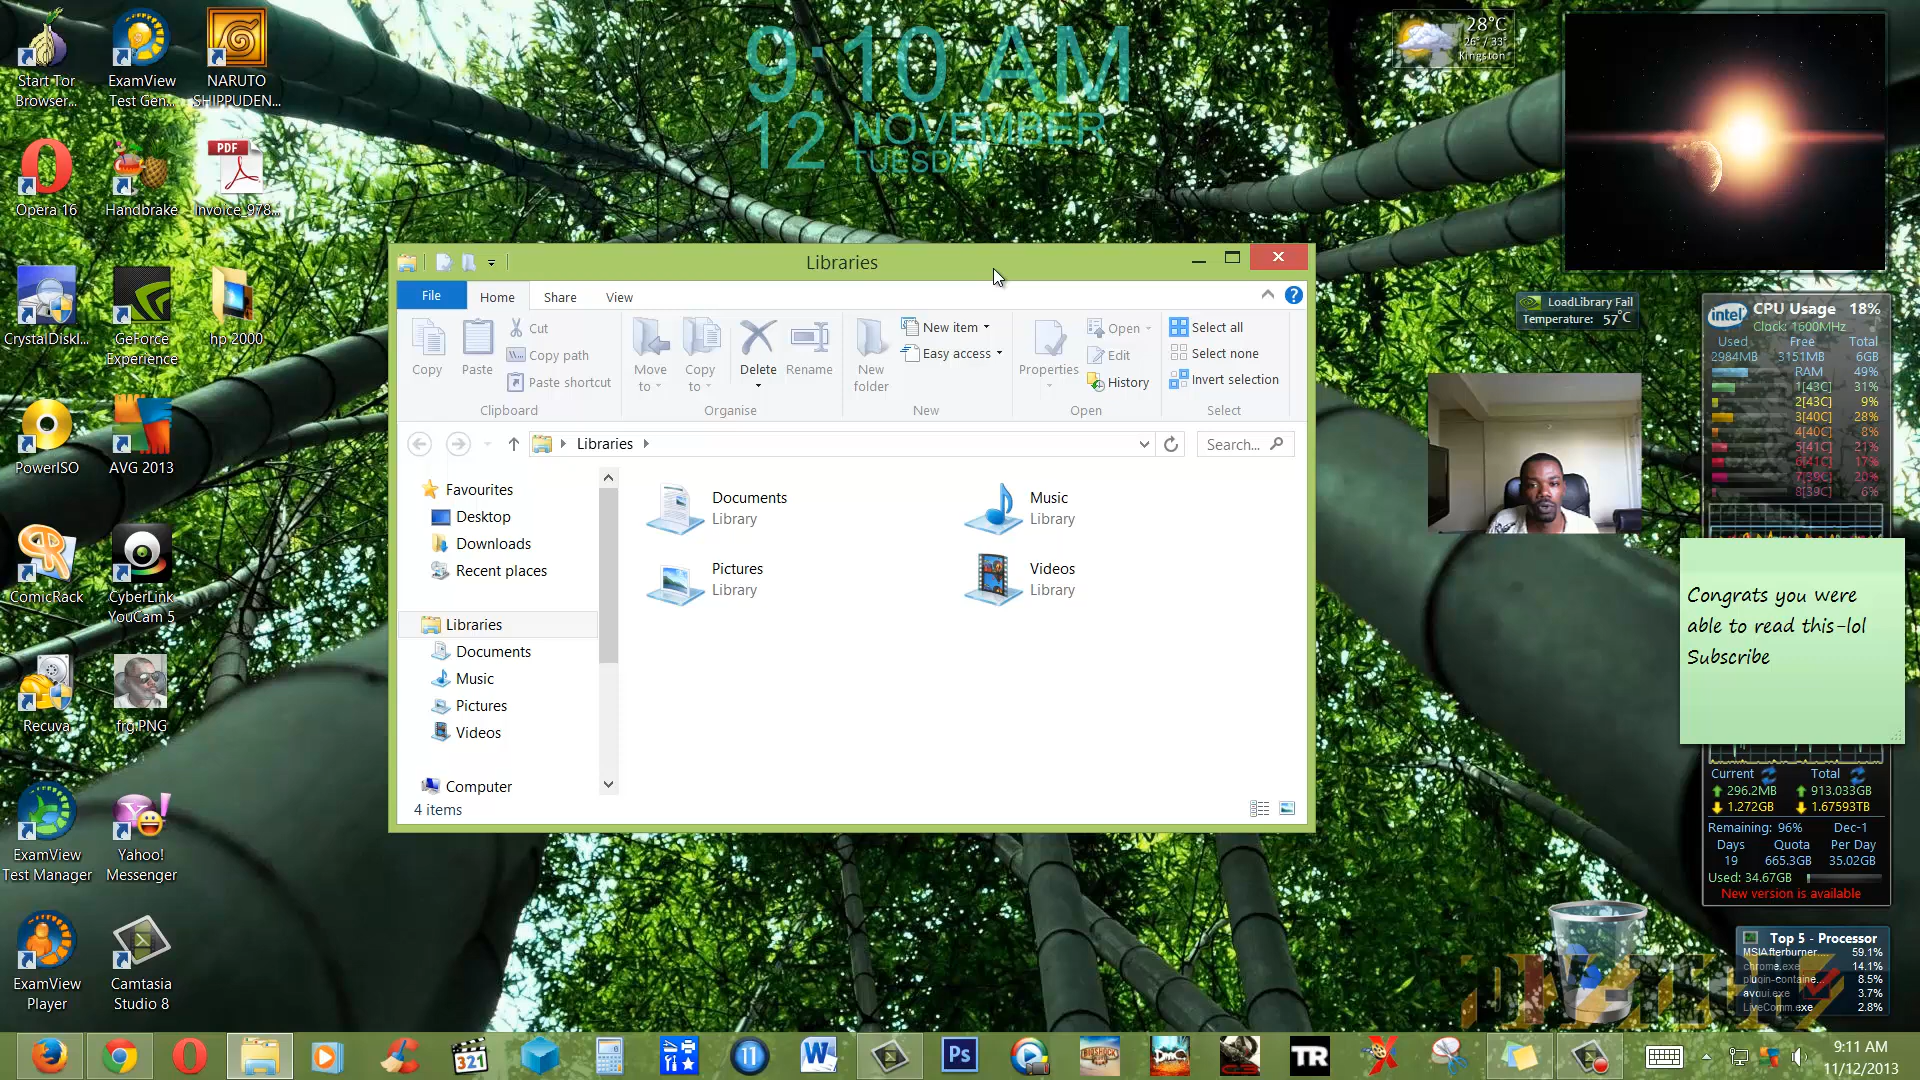 Start Tor
Browser...
ExamView
Test Gen...
NARUTO
SHIPPUDEN...
Opera 16
Handbrake
PDF
Invoice_978...
CrystalDiskI...
GeForce
Experience
hp 2000
PowerISO
AVG 2013
ComicRack
CyberLink
YouCam 5
Recuva
frg.PNG
ExamView
Test Manager
Yahoo!
Messenger
ExamView
Player
Camtasia
Studio 8
9:10 AM
12 NOVEMBER
TUESDAY
28°C
26° / 33°
Kingston
Libraries
File Home Share View
Copy
Paste
Cut
Copy path
Paste shortcut
Clipboard
Move
to
Copy
to
Delete
Rename
Organise
New
folder
New item
Easy access
New
Properties
Open
Edit
History
Open
Select all
Select none
Invert selection
Select
Libraries
Search...
Favourites
Desktop
Downloads
Recent places
Libraries
Documents
Music
Pictures
Videos
Computer
4 items
Documents
Library
Music
Library
Pictures
Library
Videos
Library
LoadLibrary Fail
Temperature: 57°C
intel
CPU Usage 18%
Clock: 1600MHz
Used Free Total
2984MB 3151MB 6GB
RAM 49%
1[43C] 31%
2[43C] 9%
3[40C] 28%
4[40C] 8%
5[41C] 21%
6[41C] 17%
7[39C] 20%
8[39C] 6%
Congrats you were
able to read this-lol
Subscribe
Current Total
296.2MB 913.033GB
1.272GB 1.67593TB
Remaining: 96% Dec-1
Days Quota Per Day
19 665.3GB 35.02GB
Used: 34.67GB
New version is available
Top 5 - Processor
MSIAfterburner... 59.1%
chrome.exe 14.1%
plugin-containe... 8.5%
avgui.exe 3.7%
LiveComm.exe 2.8%
321
11
W
Ps
BIOSHOCK
DmC
TR
9:11 AM
11/12/2013